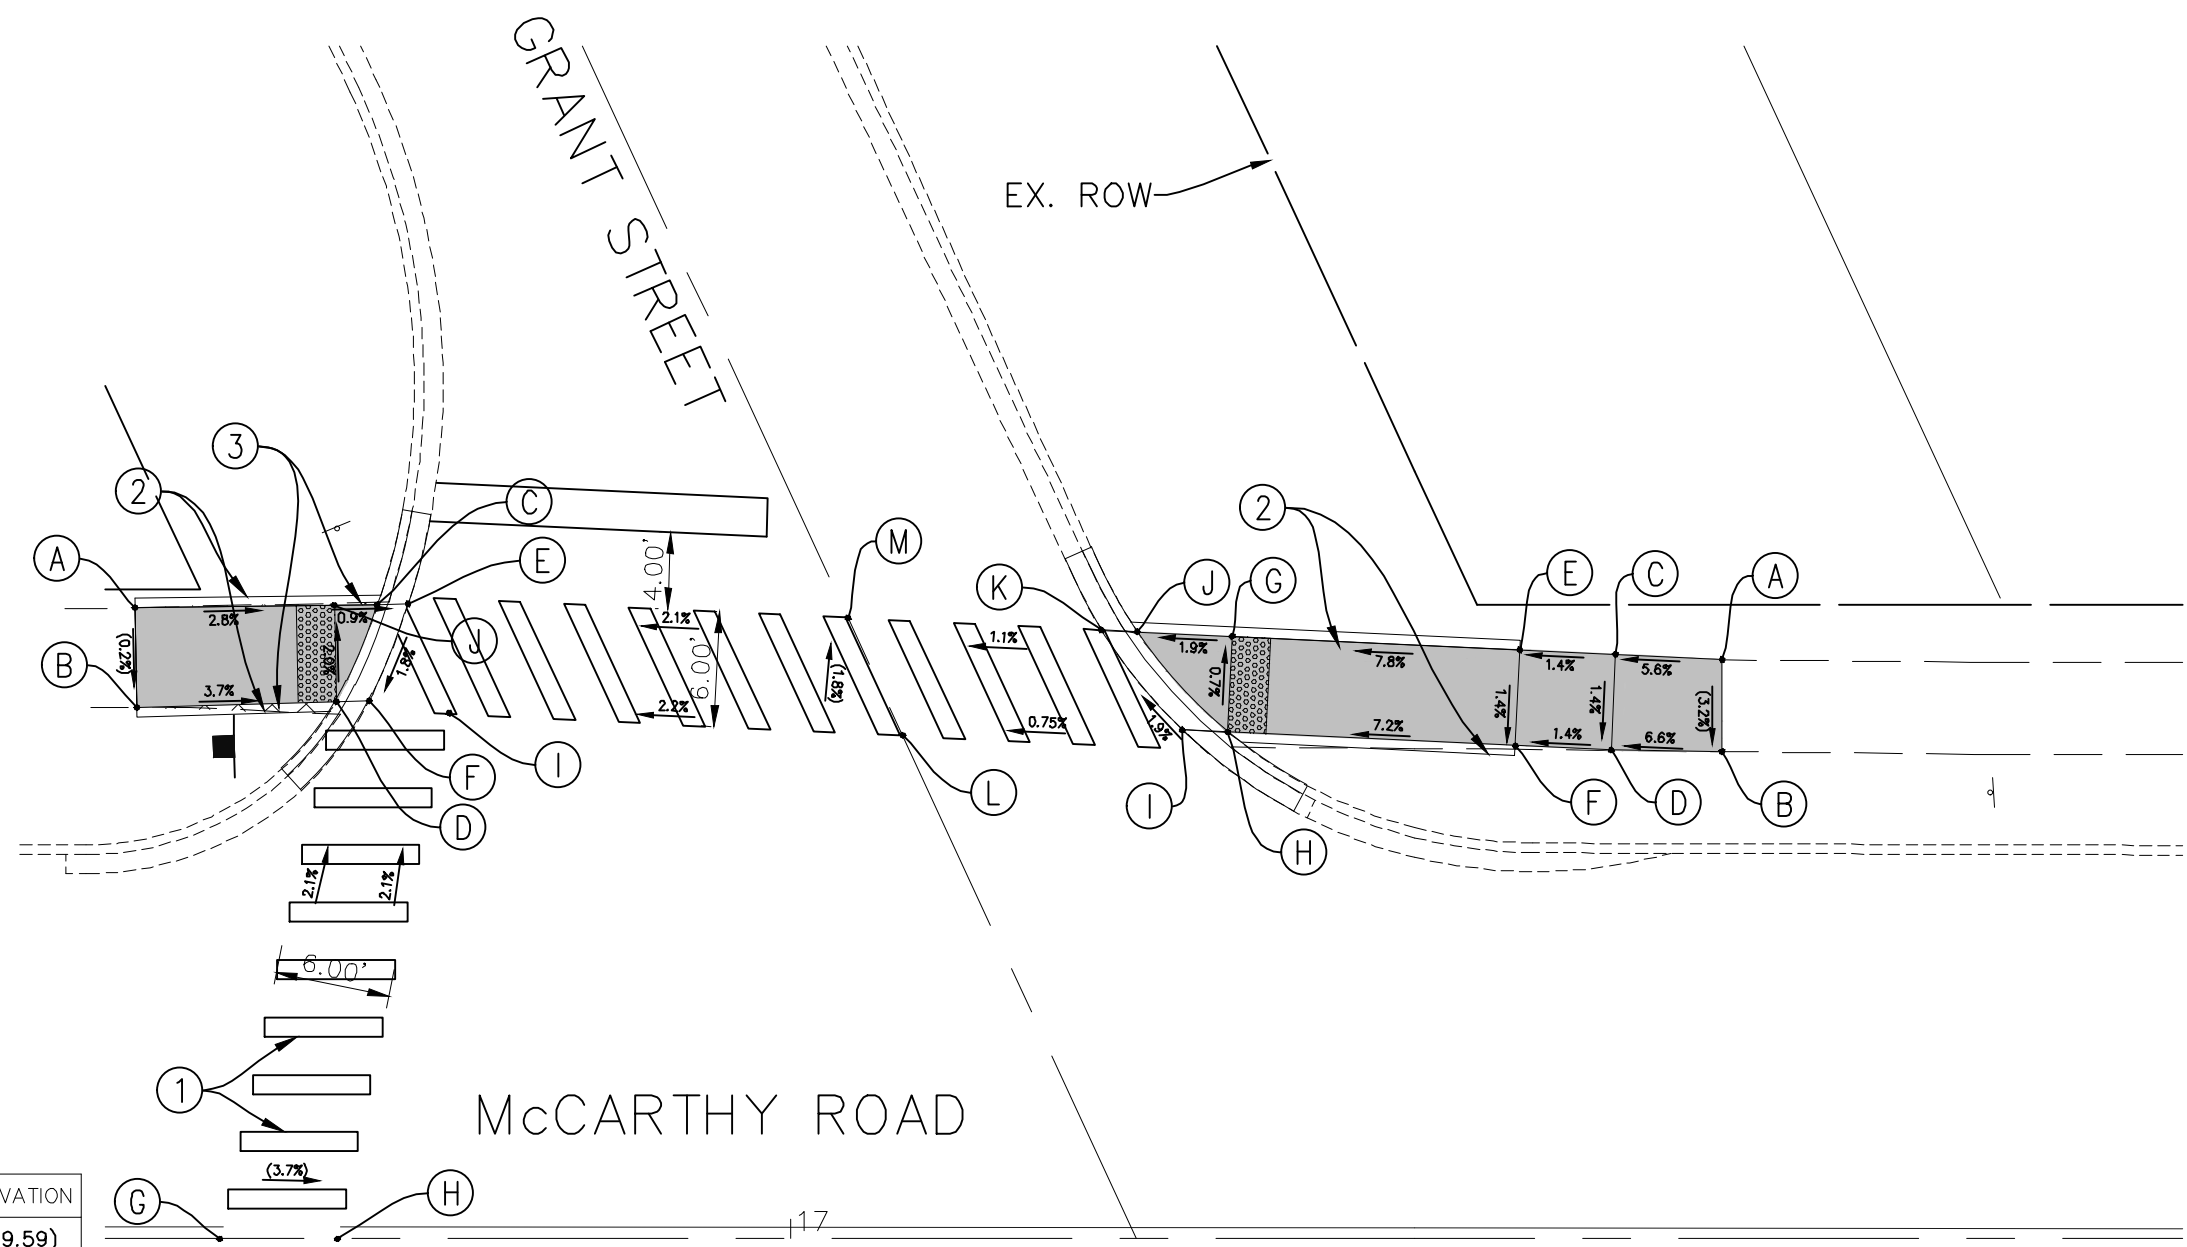 GRANT STREET
EX. ROW
3
2
C
A
E
4.00'
M
2
K
J
G
E
C
A
2.8%
0.9%
J
2.1%
1.1%
1.9%
7.8%
1.4%
5.6%
(0.2%)
B
2.0%
1.8%
6.00'
(1.8%)
0.7%
1.4%
1.4%
(3.2%)
3.7%
2.2%
0.75%
1.9%
7.2%
1.4%
6.6%
I
F
D
L
I
H
F
D
B
2.1%
2.1%
6.00'
1
McCARTHY ROAD
(3.7%)
G
H
17
VATION
9.59)